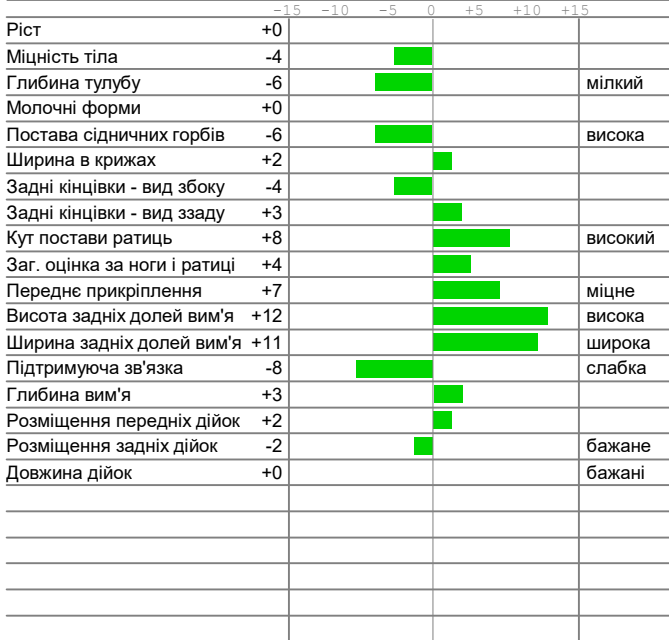 -15 -10 -5 0 +5 +10 +15
Ріст +0
Міцність тіла -4
Глибина тулубу -6 мілкий
Молочні форми +0
Постава сідничних горбів -6 висока
Ширина в крижах +2
Задні кінцівки - вид збоку -4
Задні кінцівки - вид ззаду +3
Кут постави ратиць +8 високий
Заг. оцінка за ноги і ратиці +4
Переднє прикріплення +7 міцне
Висота задніх долей вим'я +12 висока
Ширина задніх долей вим'я +11 широка
Підтримуюча зв'язка -8 слабка
Глибина вим'я +3
Розміщення передніх дійок +2
Розміщення задніх дійок -2 бажане
Довжина дійок +0 бажані